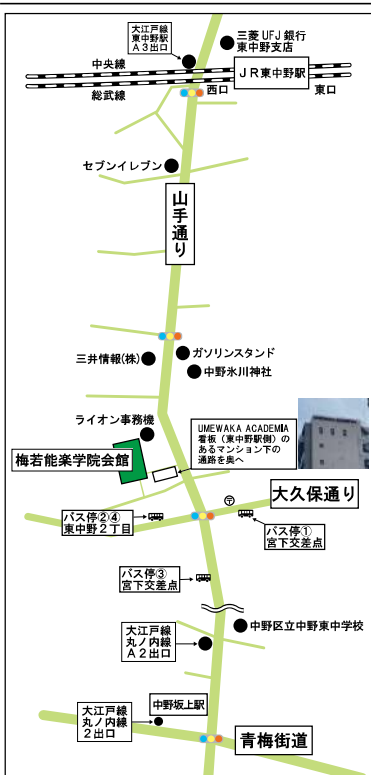 大江戸線
東中野駅
A3出口
三菱UFJ銀行
東中野支店
中央線
総武線
JR東中野駅
西口
東口
セブンイレブン
山手通り
三井情報(株)
ガソリンスタンド
中野氷川神社
ライオン事務機
梅若能楽学院会館
UMEWAKA ACADEMIA
看板（東中野駅側）の
あるマンション下の
通路を奥へ
大久保通り
バス停②④
東中野2丁目
〒
バス停①
宮下交差点
バス停③
宮下交差点
中野区立中野東中学校
大江戸線
丸ノ内線
A2出口
大江戸線
丸ノ内線
2出口
中野坂上駅
青梅街道